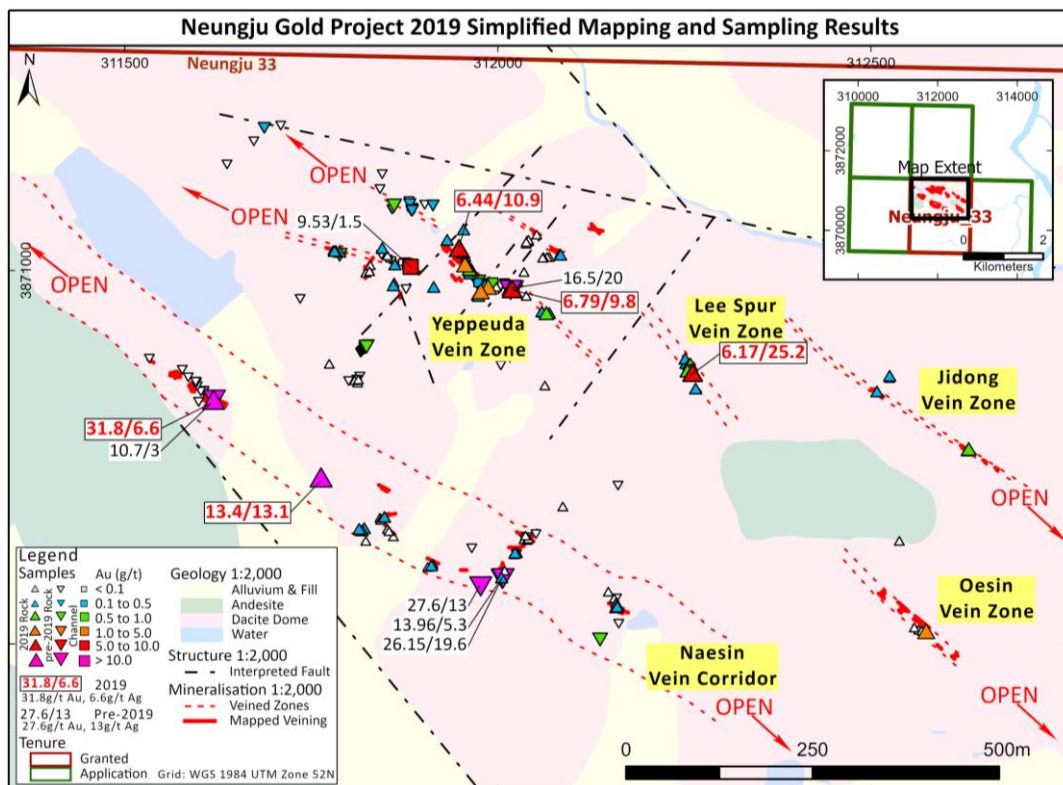 Neungju Gold Project 2019 Simplified Mapping and Sampling Results
311500
312000
312500
N
Neungju 33
3871000
OPEN
OPEN
OPEN
9.53/1.5
6.44/10.9
16.5/20
6.79/9.8
Yeppeuda
Vein Zone
Lee Spur
Vein Zone
6.17/25.2
Jidong
Vein Zone
OPEN
31.8/6.6
10.7/3
13.4/13.1
27.6/13
13.96/5.3
26.15/19.6
Naesin
Vein Corridor
OPEN
Oesin
Vein Zone
OPEN
310000
312000
314000
3872000
3870000
Map Extent
Neungju_33
0
2
Kilometers
Legend
Samples
Au (g/t)
2019 Rock
pre-2019 Rock
Channel
< 0.1
0.1 to 0.5
0.5 to 1.0
1.0 to 5.0
5.0 to 10.0
> 10.0
31.8/6.6 2019
31.8g/t Au, 6.6g/t Ag
27.6/13 Pre-2019
27.6g/t Au, 13g/t Ag
Tenure
Granted
Application
Geology 1:2,000
Alluvium & Fill
Andesite
Dacite Dome
Water
Structure 1:2,000
Interpreted Fault
Mineralisation 1:2,000
Veined Zones
Mapped Veining
Grid: WGS 1984 UTM Zone 52N
0
250
500m